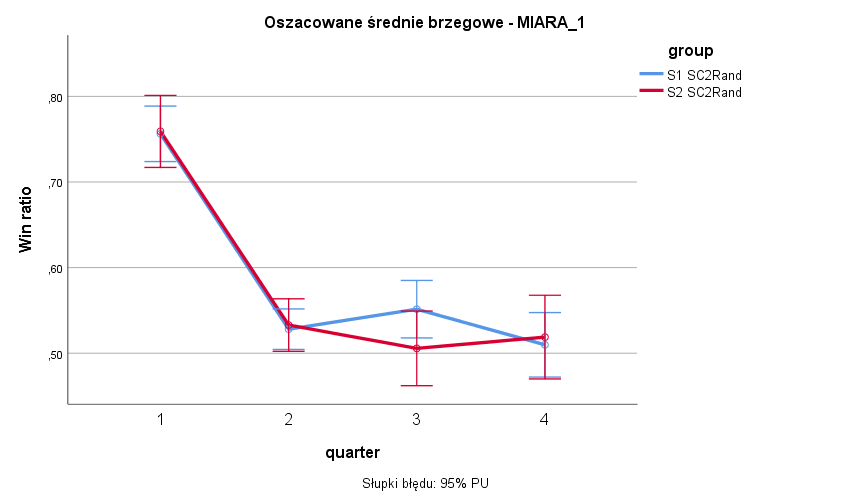 Oszacowane średnie brzegowe - MIARA_1
group
S1 SC2Rand
S2 SC2Rand
Win ratio
,80
,70
,60
,50
1 2 3 4
quarter
Słupki błędu: 95% PU